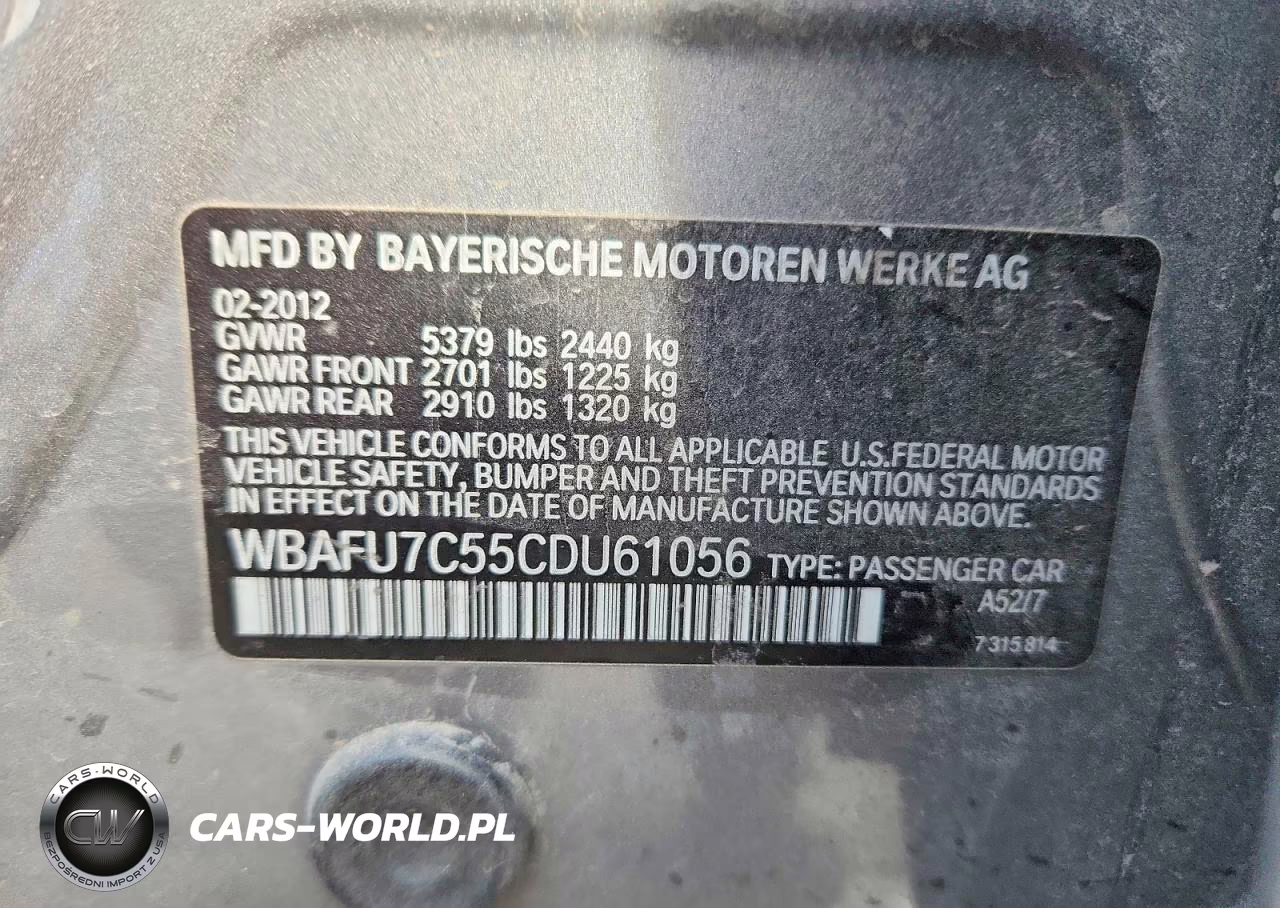 MFD BY BAYERISCHE MOTOREN WERKE AG
02-2012
GVWR 5379 lbs 2440 kg
GAWR FRONT 2701 lbs 1225 kg
GAWR REAR 2910 lbs 1320 kg
THIS VEHICLE CONFORMS TO ALL APPLICABLE U.S.FEDERAL MOTOR
VEHICLE SAFETY, BUMPER AND THEFT PREVENTION STANDARDS
IN EFFECT ON THE DATE OF MANUFACTURE SHOWN ABOVE.
WBAFU7C55CDU61056 TYPE: PASSENGER CAR
A52/7
7 315 814
CARS-WORLD
CW
BEZPOŚREDNI IMPORT Z USA
CARS-WORLD.PL